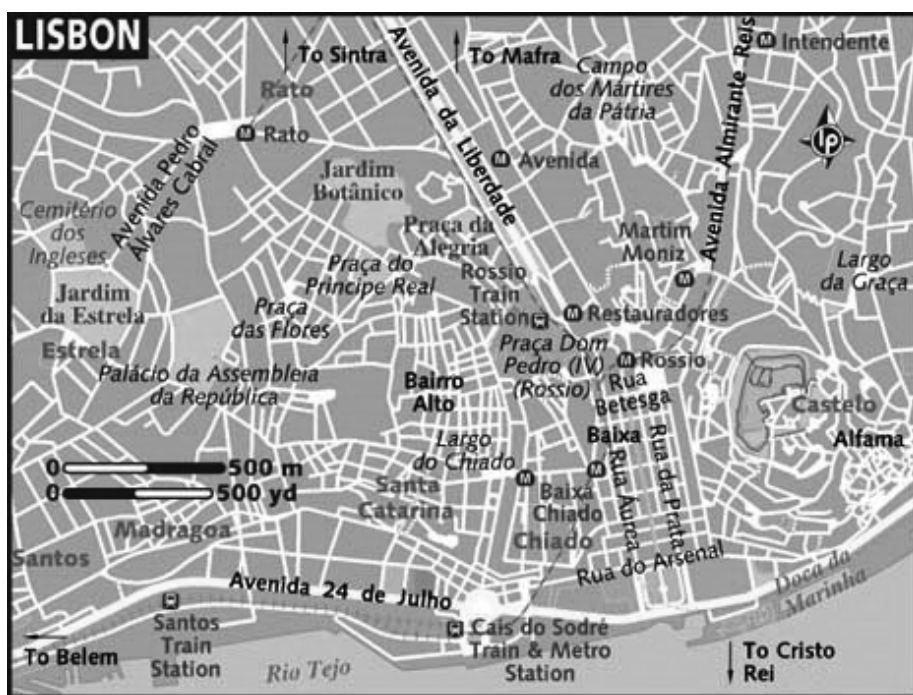 LISBON
To Sintra
To Mafra
Avenida da Liberdade
Avenida Almirante Reis
M Intendente
Rato
Campo
dos Mártires
da Pátria
M Rato
Avenida Pedro
Álvares Cabral
M Avenida
lp
Jardim
Botânico
Cemitério
dos
Ingleses
Praça da
Alegria
Martim
Moniz
M
Praça do
Príncipe Real
Rossio
Train
Station
Largo
da Graça
Jardim
da Estrela
Praça
das Flores
M Restauradores
Estrela
Praça Dom
Pedro (IV)
(Rossio)
M Rossio
Palácio da Assembleia
da República
Bairro
Alto
Rua
Betesga
Castelo
Alfama
Largo
do Chiado
Baixa
0 500 m
0 500 yd
M
M
Baixa
Chiado
Rua Áurea
Rua da Prata
Santa
Catarina
Madragoa
Chiado
Santos
Rua do Arsenal
Avenida 24 de Julho
Doca da
Marinha
Santos
Train
Station
Cais do Sodré
Train & Metro
Station
To Belem
Rio Tejo
To Cristo
Rei